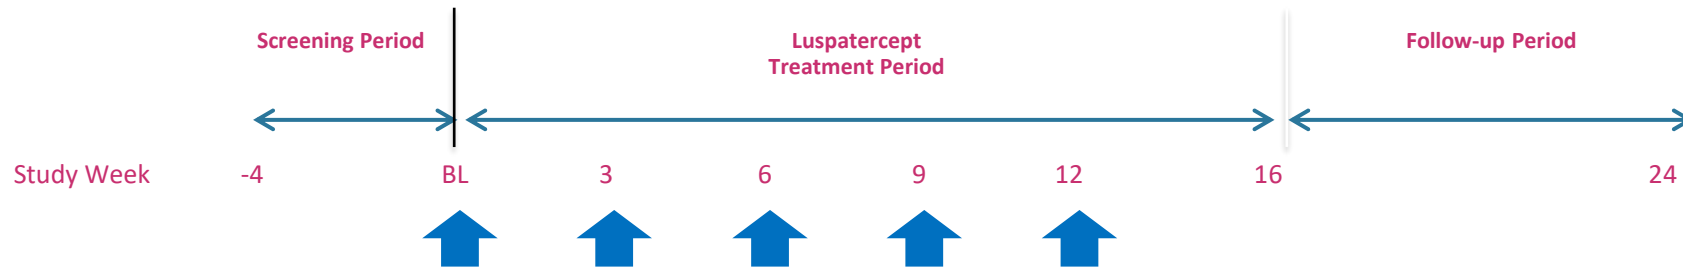 Screening Period
Luspatercept
Treatment Period
Follow-up Period
Study Week -4 BL 3 6 9 12 16 24